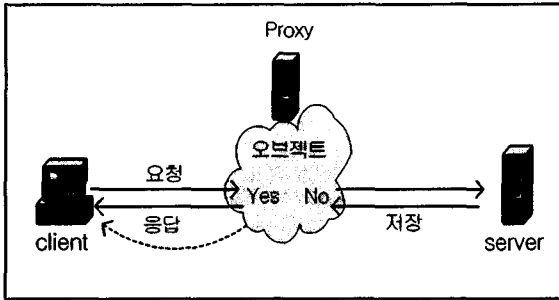 Proxy
오브젝트
요청
Yes No
응답
저장
client
server